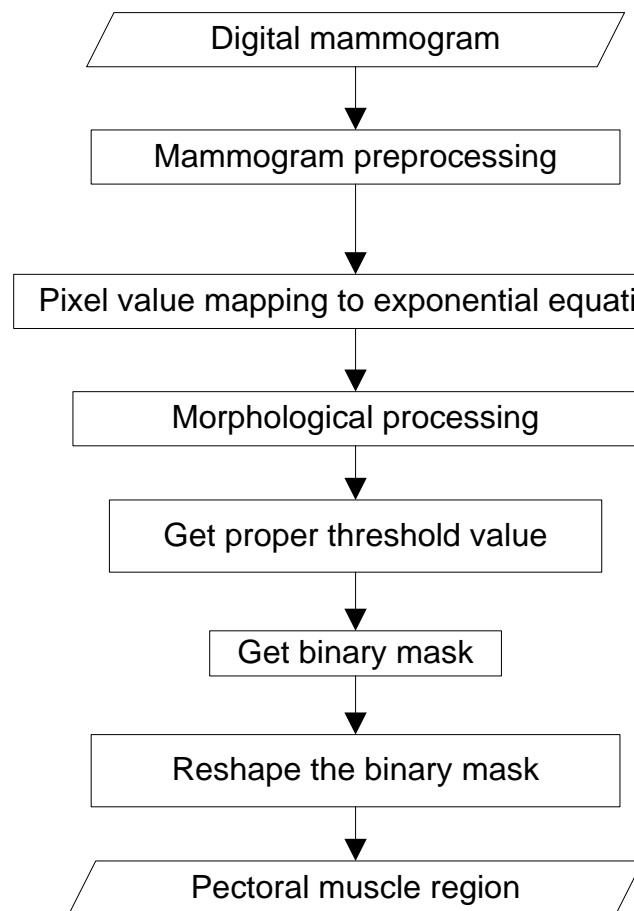 Digital mammogram
Mammogram preprocessing
Pixel value mapping to exponential equati
Morphological processing
Get proper threshold value
Get binary mask
Reshape the binary mask
Pectoral muscle region